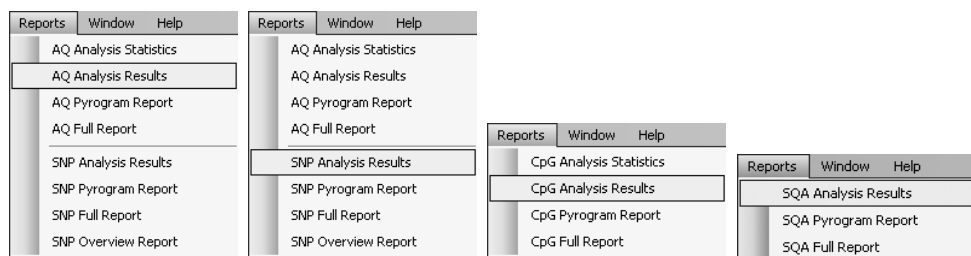 Reports Window Help
AQ Analysis Statistics
AQ Analysis Results
AQ Pyrogram Report
AQ Full Report
SNP Analysis Results
SNP Pyrogram Report
SNP Full Report
SNP Overview Report
Reports Window Help
AQ Analysis Statistics
AQ Analysis Results
AQ Pyrogram Report
AQ Full Report
SNP Analysis Results
SNP Pyrogram Report
SNP Full Report
SNP Overview Report
Reports Window Help
CpG Analysis Statistics
CpG Analysis Results
CpG Pyrogram Report
CpG Full Report
Reports Window Help
SQA Analysis Results
SQA Pyrogram Report
SQA Full Report